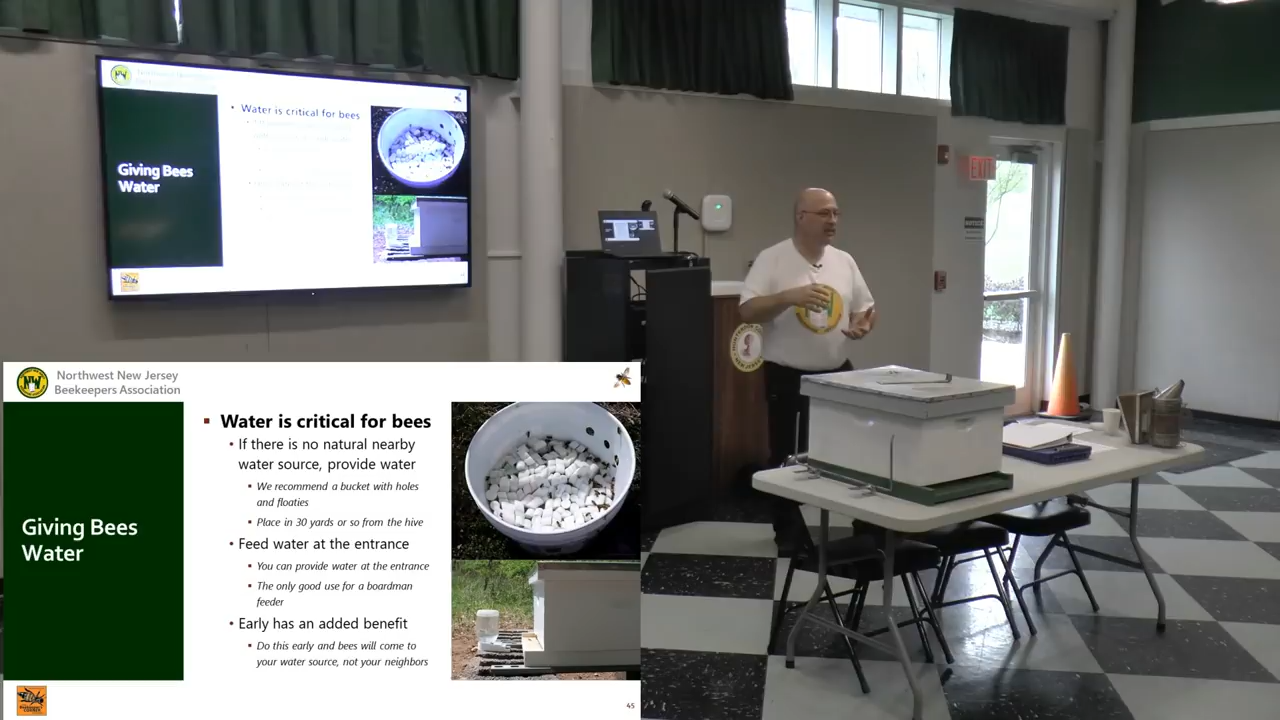 Water is critical for bees
Giving Bees
Water
EXIT
Northwest New Jersey
Beekeepers Association
Giving Bees
Water
Water is critical for bees
If there is no natural nearby
water source, provide water
We recommend a bucket with holes
and floaties
Place in 30 yards or so from the hive
Feed water at the entrance
You can provide water at the entrance
The only good use for a boardman
feeder
Early has an added benefit
Do this early and bees will come to
your water source, not your neighbors
45